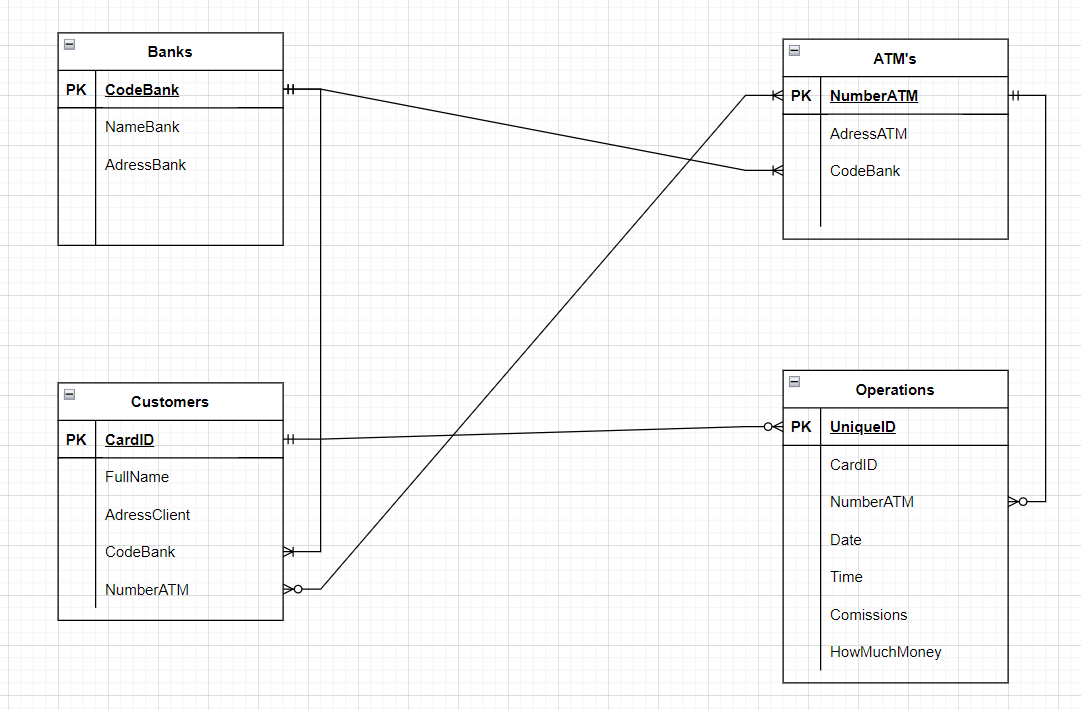 Banks
PK CodeBank
NameBank
AdressBank
ATM's
PK NumberATM
AdressATM
CodeBank
Customers
PK CardID
FullName
AdressClient
CodeBank
NumberATM
Operations
PK UniqueID
CardID
NumberATM
Date
Time
Comissions
HowMuchMoney